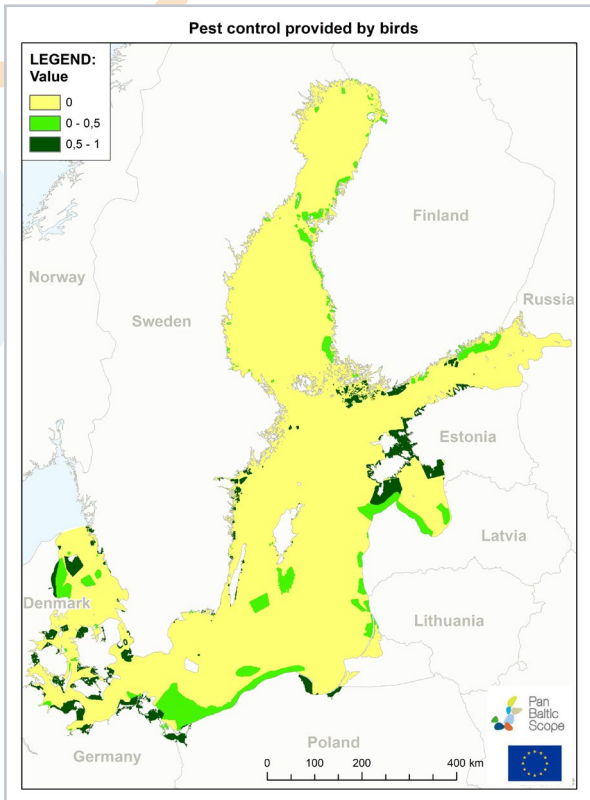 Pest control provided by birds
LEGEND:
Value
0
0 - 0,5
0,5 - 1
Finland
Norway
Russia
Sweden
Estonia
Latvia
Denmark
Lithuania
Pan
Baltic
Scope
Poland
Germany
0 100 200 400 km